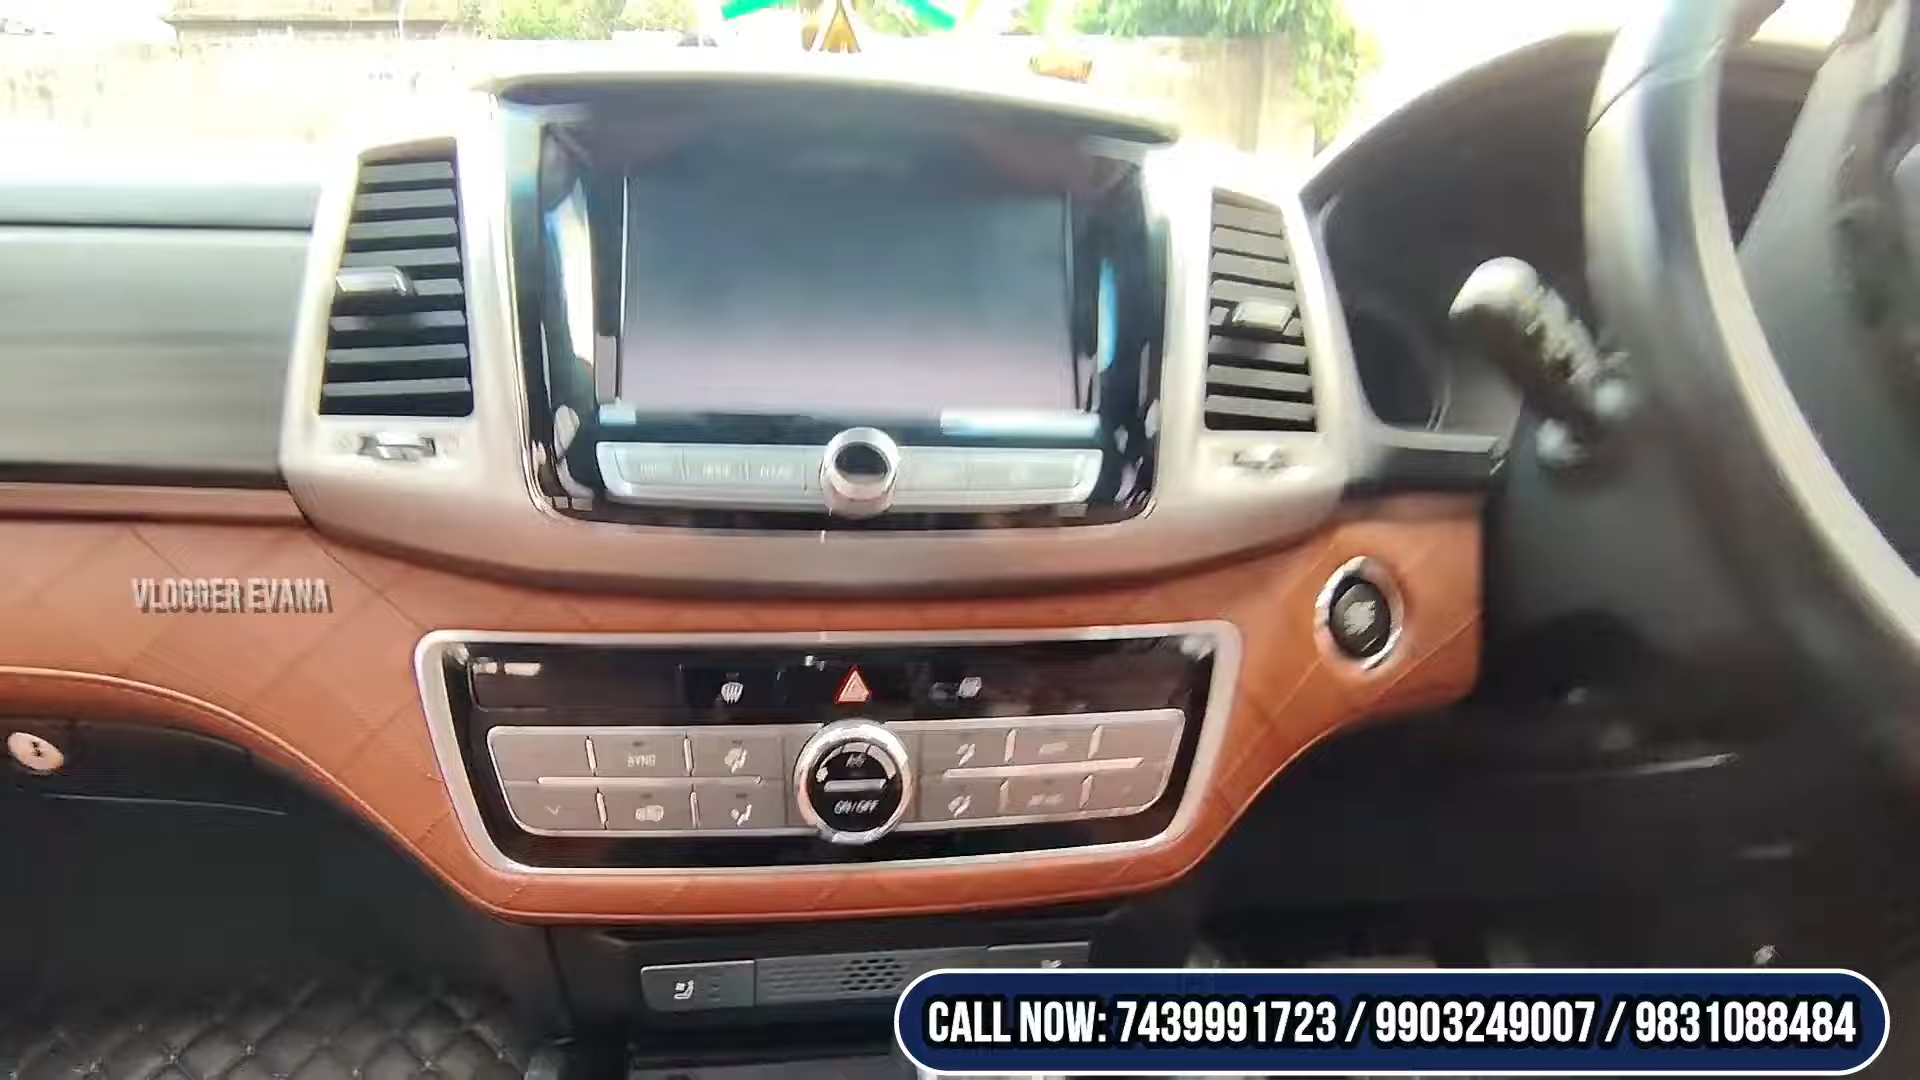 VLOGGER EVANA
SYNC
ON/OFF
CALL NOW: 7439991723 / 9903249007 / 9831088484